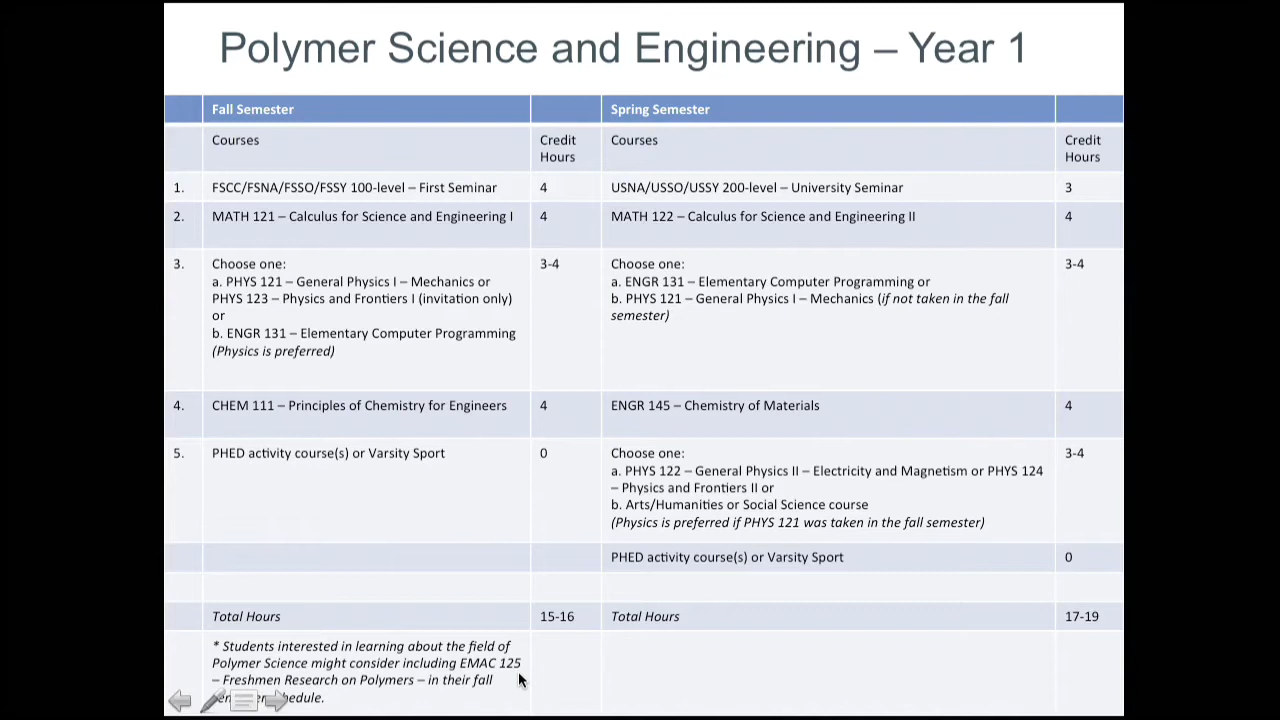 Polymer Science and Engineering – Year 1
Fall Semester
Spring Semester
Courses
Credit
Hours
Courses
Credit
Hours
1.
FSCC/FSNA/FSSO/FSSY 100-level – First Seminar
4
USNA/USSO/USSY 200-level – University Seminar
3
2.
MATH 121 – Calculus for Science and Engineering I
4
MATH 122 – Calculus for Science and Engineering II
4
3.
Choose one:
a. PHYS 121 – General Physics I – Mechanics or
PHYS 123 – Physics and Frontiers I (invitation only)
or
b. ENGR 131 – Elementary Computer Programming
(Physics is preferred)
3-4
Choose one:
a. ENGR 131 – Elementary Computer Programming or
b. PHYS 121 – General Physics I – Mechanics (if not taken in the fall
semester)
3-4
4.
CHEM 111 – Principles of Chemistry for Engineers
4
ENGR 145 – Chemistry of Materials
4
5.
PHED activity course(s) or Varsity Sport
0
Choose one:
a. PHYS 122 – General Physics II – Electricity and Magnetism or PHYS 124
– Physics and Frontiers II or
b. Arts/Humanities or Social Science course
(Physics is preferred if PHYS 121 was taken in the fall semester)
3-4
PHED activity course(s) or Varsity Sport
0
Total Hours
15-16
Total Hours
17-19
* Students interested in learning about the field of
Polymer Science might consider including EMAC 125
– Freshmen Research on Polymers – in their fall